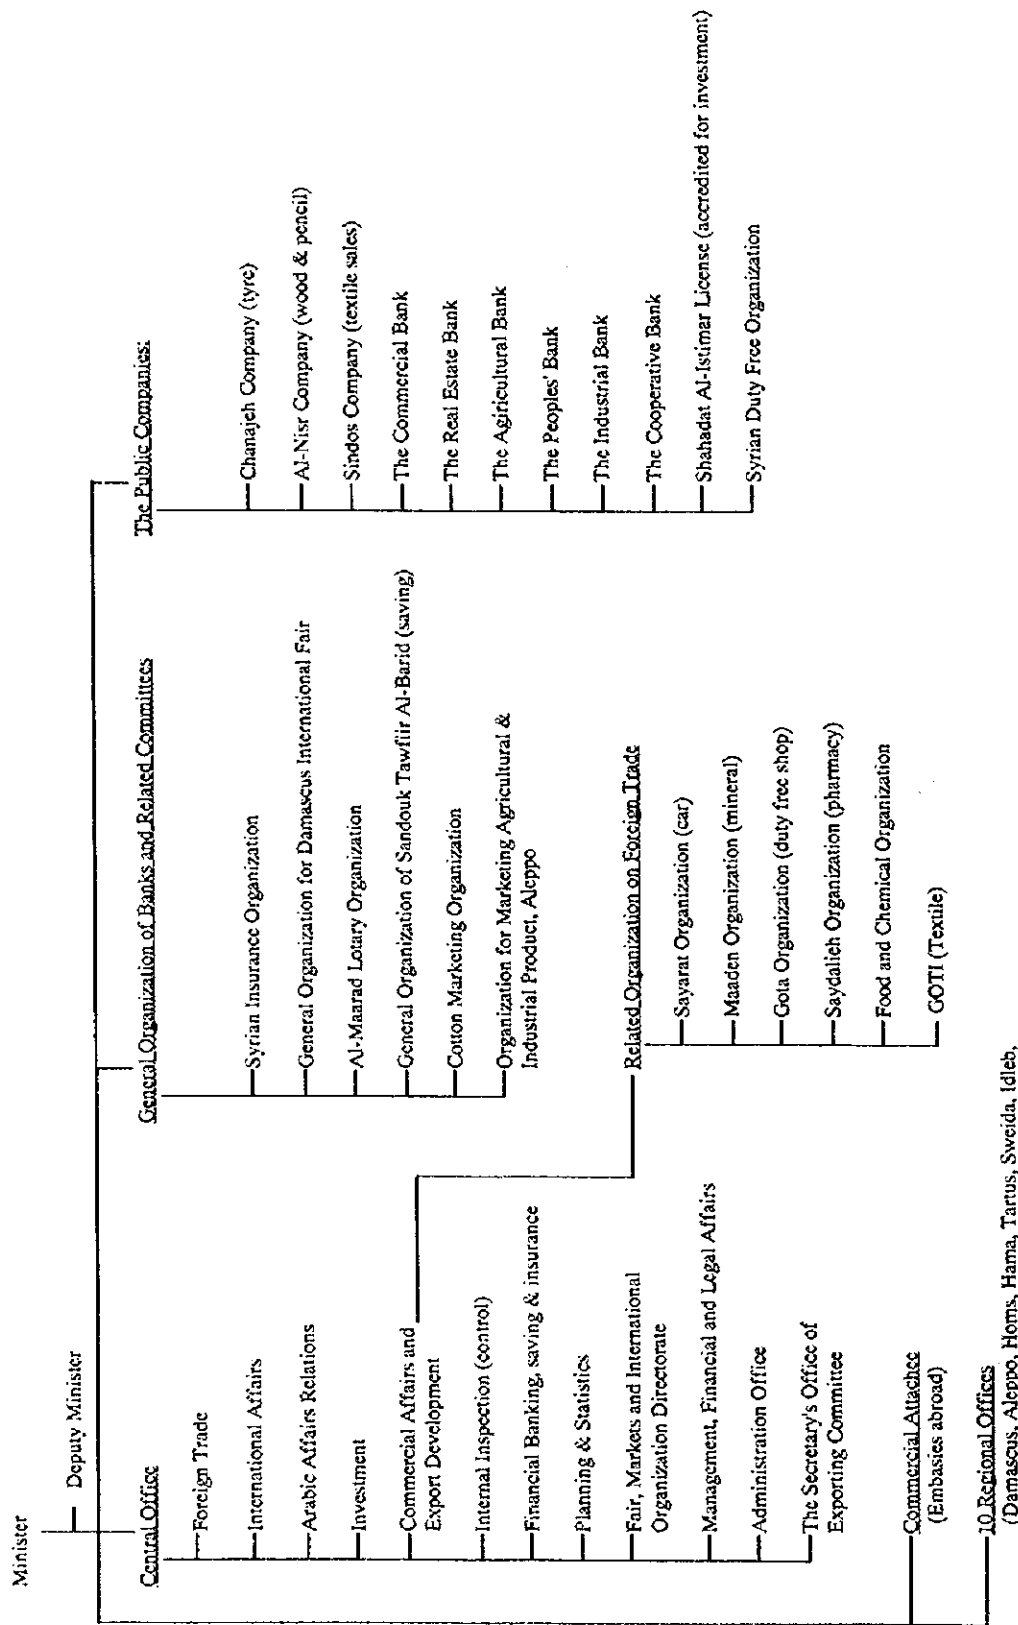 Minister
Deputy Minister
Central Office
Foreign Trade
International Affairs
Arabic Affairs Relations
Investment
Commercial Affairs and
Export Development
Internal Inspection (control)
Financial Banking, saving & insurance
Planning & Statistics
Fair, Markets and International
Organization Directorate
Management, Financial and Legal Affairs
Administration Office
The Secretary's Office of
Exporting Committee
Commercial Attachee
(Embasies abroad)
10 Regional Offices
(Damascus, Aleppo, Homs, Hama, Tartus, Sweida, Idleb,
General Organization of Banks and Related Committees
Syrian Insurance Organization
General Organization for Damascus International Fair
Al-Maarad Lotary Organization
General Organization of Sandouk Tawfiir Al-Barid (saving)
Cotton Marketing Organization
Organization for Marketing Agricultural &
Industrial Product, Aleppo
Related Organization on Foreign Trade
Sayarat Organization (car)
Maaden Organization (mineral)
Gota Organization (duty free shop)
Saydalieh Organization (pharmacy)
Food and Chemical Organization
GOTI (Textile)
The Public Companies:
Chanajeh Company (tyre)
Al-Nisr Company (wood & pencil)
Sindos Company (textile sales)
The Commercial Bank
The Real Estate Bank
The Agiricultural Bank
The Peoples' Bank
The Industrial Bank
The Cooperative Bank
Shahadat Al-Istimar License (accredited for investment)
Syrian Duty Free Organization